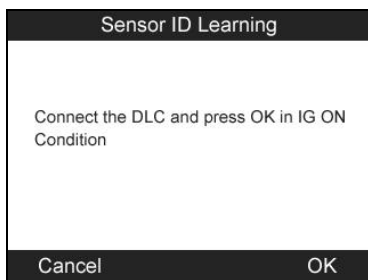 Sensor ID Learning
Connect the DLC and press OK in IG ON
Condition
Cancel OK